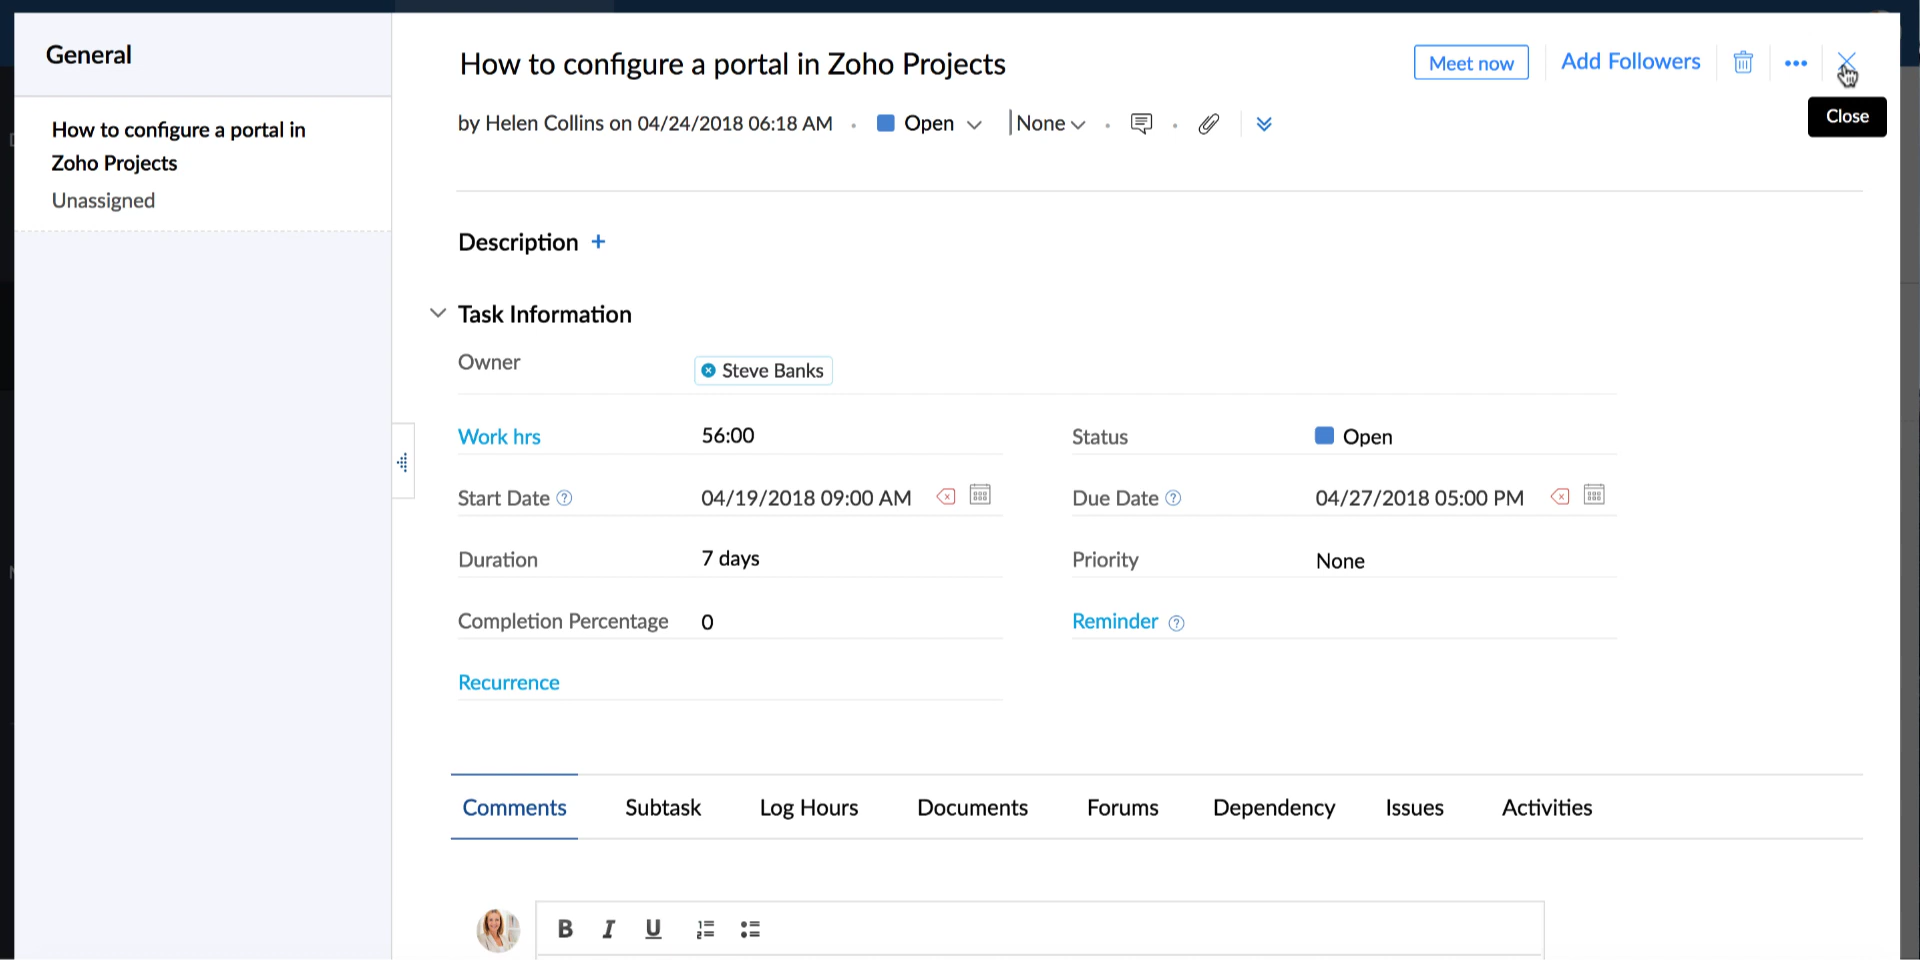 General
How to configure a portal in
Zoho Projects
Unassigned
How to configure a portal in Zoho Projects
Meet now
Add Followers
Close
by Helen Collins on 04/24/2018 06:18 AM
Open
None
Description +
Task Information
Owner
Steve Banks
Work hrs
56:00
Status
Open
Start Date ?
04/19/2018 09:00 AM
Due Date ?
04/27/2018 05:00 PM
Duration
7 days
Priority
None
Completion Percentage
0
Reminder ?
Recurrence
Comments
Subtask
Log Hours
Documents
Forums
Dependency
Issues
Activities
B I U